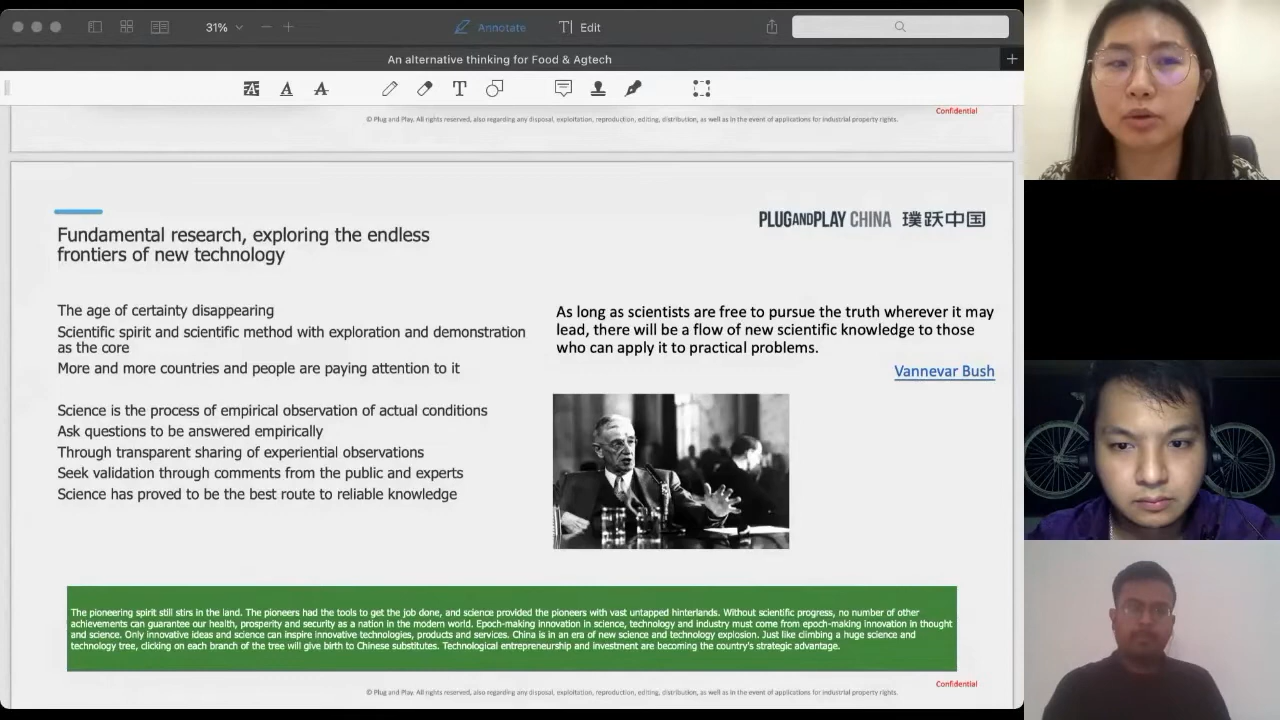 31%
Annotate
Edit
An alternative thinking for Food & Agtech
T
© Plug and Play. All rights reserved, also regarding any disposal, exploitation, reproduction, editing, distribution, as well as in the event of applications for industrial property rights.
Confidential
PLUG AND PLAY CHINA 璞跃中国
Fundamental research, exploring the endless
frontiers of new technology
The age of certainty disappearing
Scientific spirit and scientific method with exploration and demonstration
as the core
More and more countries and people are paying attention to it
Science is the process of empirical observation of actual conditions
Ask questions to be answered empirically
Through transparent sharing of experiential observations
Seek validation through comments from the public and experts
Science has proved to be the best route to reliable knowledge
As long as scientists are free to pursue the truth wherever it may
lead, there will be a flow of new scientific knowledge to those
who can apply it to practical problems.
Vannevar Bush
The pioneering spirit still stirs in the land. The pioneers had the tools to get the job done, and science provided the pioneers with vast untapped hinterlands. Without scientific progress, no number of other
achievements can guarantee our health, prosperity and security as a nation in the modern world. Epoch-making innovation in science, technology and industry must come from epoch-making innovation in thought
and science. Only innovative ideas and science can inspire innovative technologies, products and services. China is in an era of new science and technology explosion. Just like climbing a huge science and
technology tree, clicking on each branch of the tree will give birth to Chinese substitutes. Technological entrepreneurship and investment are becoming the country's strategic advantage.
Confidential
© Plug and Play. All rights reserved, also regarding any disposal, exploitation, reproduction, editing, distribution, as well as in the event of applications for industrial property rights.